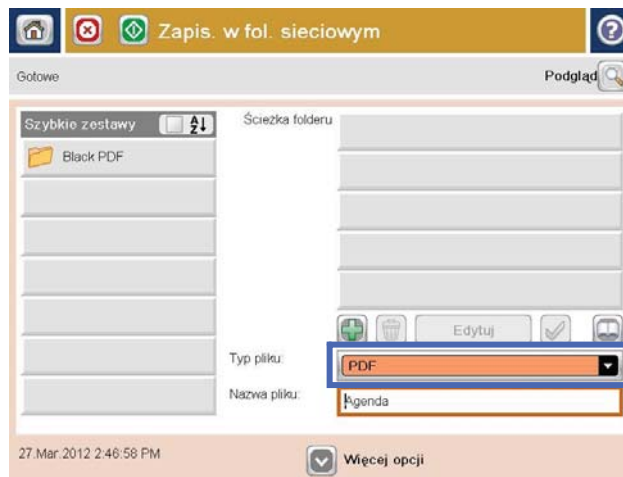 Zapis. w fol. sieciowym
Gotowe
Podgląd
Szybkie zestawy
Ścieżka folderu
Black PDF
Edytuj
Typ pliku:
PDF
Nazwa pliku:
Agenda
27.Mar.2012 2:46:58 PM
Więcej opcji